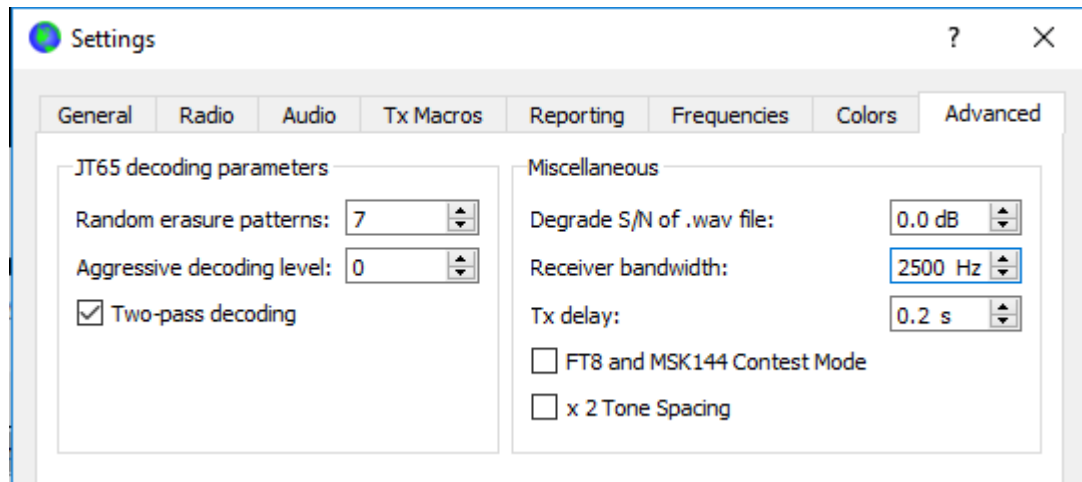 Settings
General Radio Audio Tx Macros Reporting Frequencies Colors Advanced
JT65 decoding parameters
Random erasure patterns: 7
Aggressive decoding level: 0
Two-pass decoding
Miscellaneous
Degrade S/N of .wav file: 0.0 dB
Receiver bandwidth: 2500 Hz
Tx delay: 0.2 s
FT8 and MSK144 Contest Mode
x 2 Tone Spacing